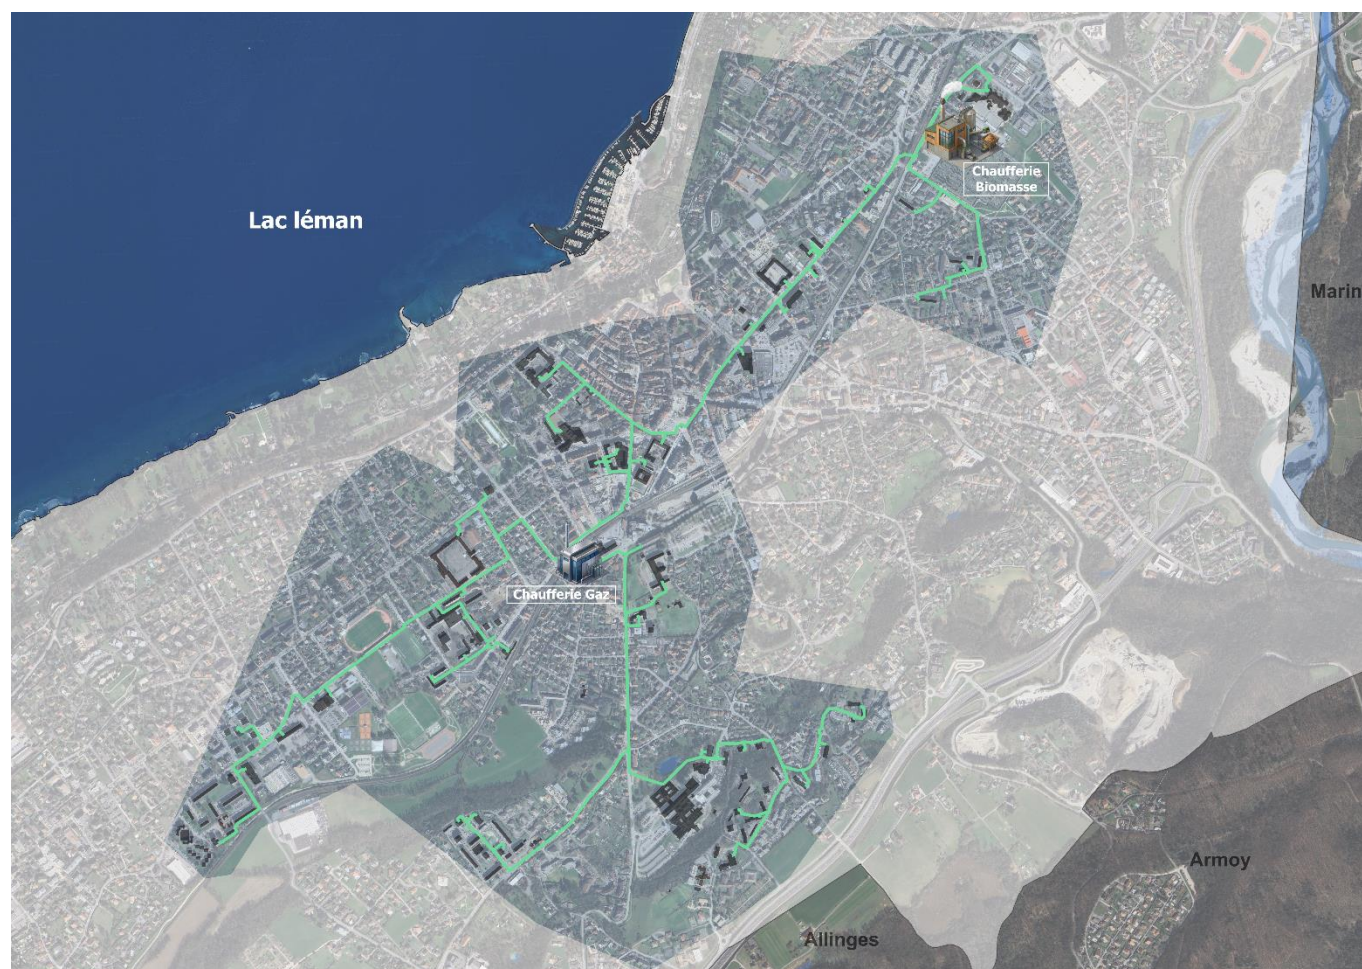 Chaufferie
Biomasse
Lac léman
Marin
Chaufferie Gaz
Armoy
Allinges